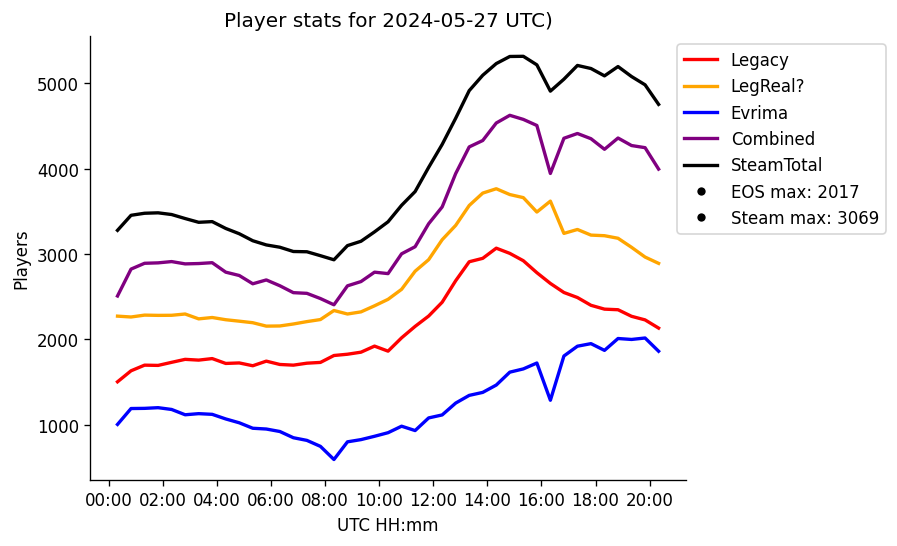 Player stats for 2024-05-27 UTC)
Legacy
LegReal?
Evrima
Combined
SteamTotal
EOS max: 2017
Steam max: 3069
Players
5000
4000
3000
2000
1000
00:00 02:00 04:00 06:00 08:00 10:00 12:00 14:00 16:00 18:00 20:00
UTC HH:mm